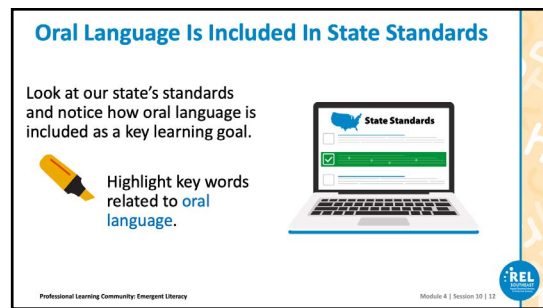 Oral Language Is Included In State Standards
Look at our state's standards
and notice how oral language is
included as a key learning goal.
State Standards
Highlight key words
related to oral
language.
Professional Learning Community: Emergent Literacy
Module 4 | Session 10 | 12
REL
SOUTHEAST